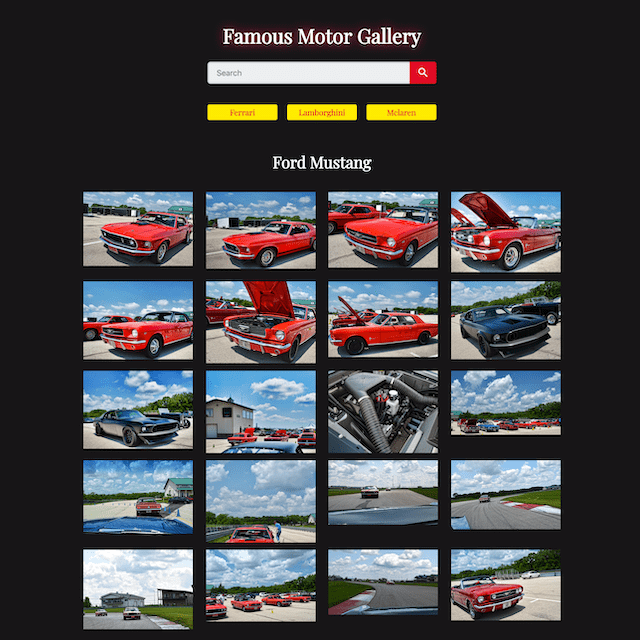 Famous Motor Gallery
Search
Ferrari
Lamborghini
Mclaren
Ford Mustang